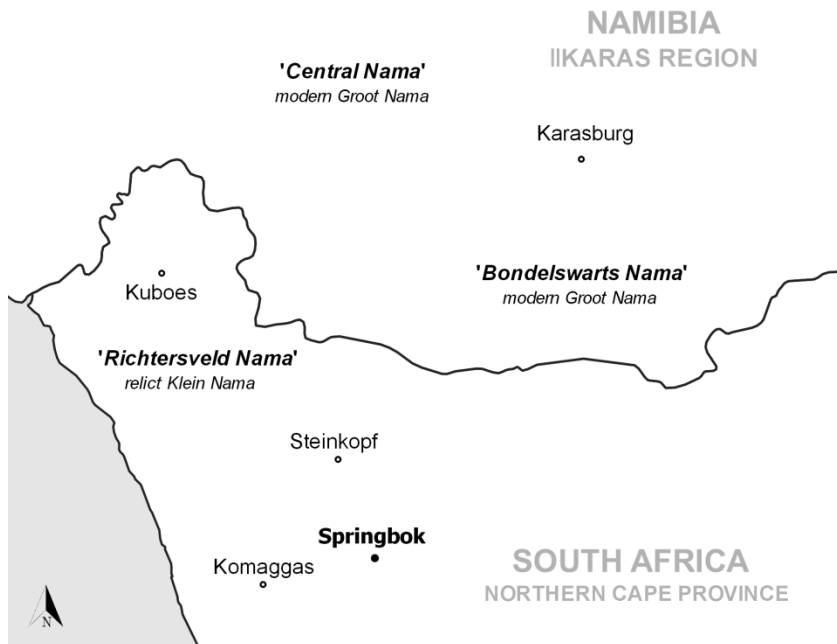 NAMIBIA
ǁKARAS REGION
'Central Nama'
modern Groot Nama
Karasburg
Kuboes
'Bondelswarts Nama'
modern Groot Nama
'Richtersveld Nama'
relict Klein Nama
Steinkopf
Springbok
Komaggas
SOUTH AFRICA
NORTHERN CAPE PROVINCE
N